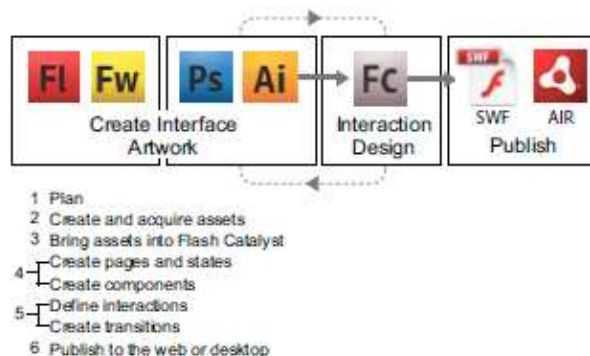 Fl Fw Ps Ai Fc SWF
SWF AIR
Create Interface Artwork
Interaction Design
Publish
1 Plan
2 Create and acquire assets
3 Bring assets into Flash Catalyst
4 Create pages and states
Create components
5 Define interactions
Create transitions
6 Publish to the web or desktop